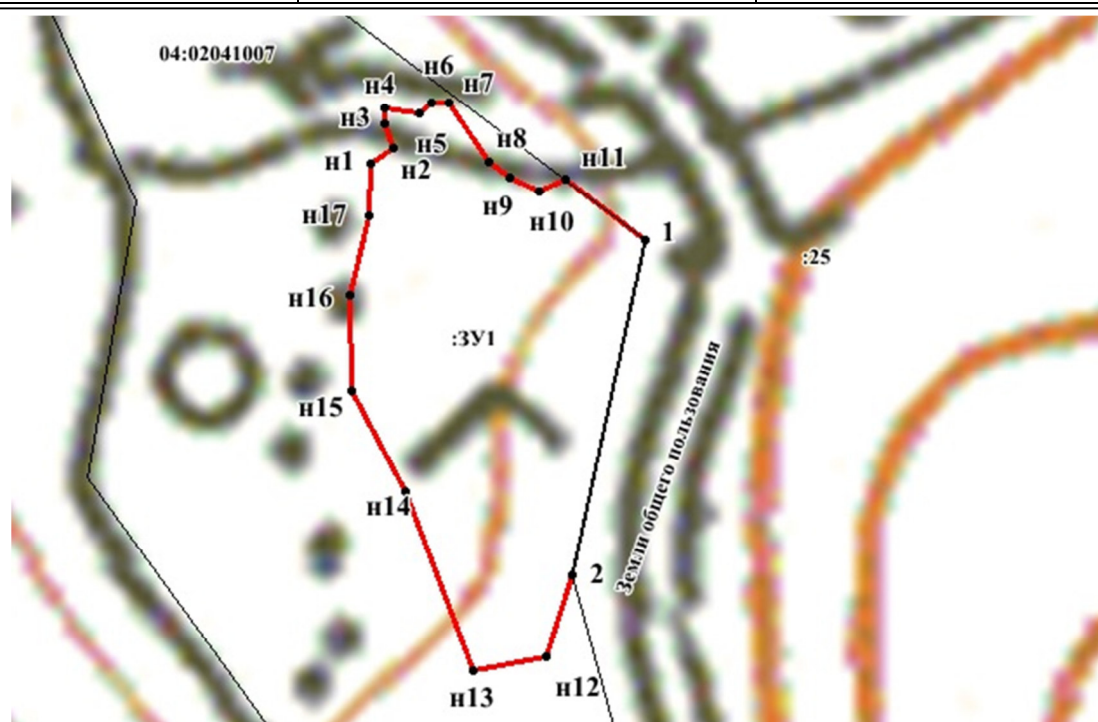 04:02041007
н6
н7
н4
н3
н8
н5
н11
н1
н2
н9
н10
н17
1
:25
н16
:ЗУ1
н15
Земли общего пользования
н14
2
н12
н13